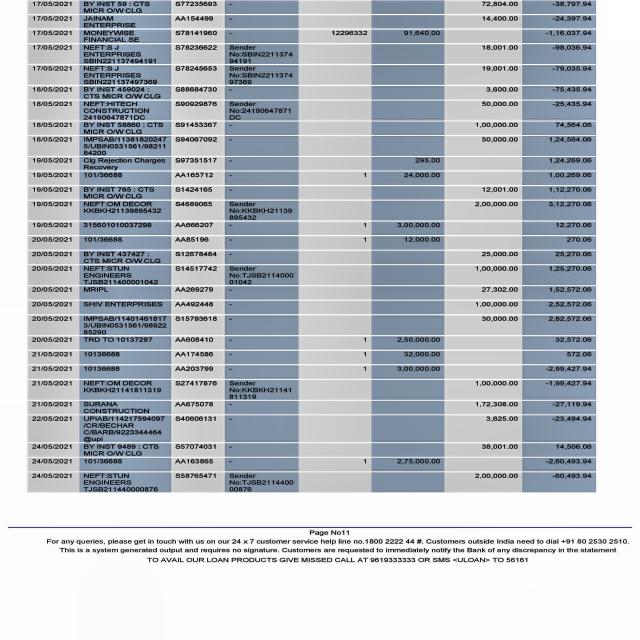 17/05/2021 BY INST 59 : CTS MICR O/W CLG S77235693 - 72,804.00 -38,797.94
17/05/2021 JAINAM ENTERPRISE AA154499 - 14,400.00 -24,397.94
17/05/2021 MONEYWISE FINANCIAL SE S78141960 - 12296332 91,640.00 -1,16,037.94
17/05/2021 NEFT:S J ENTERPRISES SBIN221137494191 S78236622 Sender No:SBIN2211374 94191 18,001.00 -98,036.94
17/05/2021 NEFT:S J ENTERPRISES SBIN221137497369 S78245653 Sender No:SBIN2211374 97369 19,001.00 -79,035.94
18/05/2021 BY INST 459024 : CTS MICR O/W CLG S88684730 - 3,600.00 -75,435.94
18/05/2021 NEFT:HITECH CONSTRUCTION 24190647871DC S90929876 Sender No:24190647871 DC 50,000.00 -25,435.94
18/05/2021 BY INST 58860 : CTS MICR O/W CLG S91453367 - 1,00,000.00 74,564.06
18/05/2021 IMPSAB/11381820247 5/UBIN0531561/98211 84200 S94067092 - 50,000.00 1,24,564.06
19/05/2021 Clg Rejection Charges Recovery S97351517 - 295.00 1,24,269.06
19/05/2021 101/36688 AA165712 - 1 24,000.00 1,00,269.06
19/05/2021 BY INST 765 : CTS MICR O/W CLG S1424165 - 12,001.00 1,12,270.06
19/05/2021 NEFT:OM DECOR KKBKH21139895432 S4689065 Sender No:KKBKH21139 895432 2,00,000.00 3,12,270.06
19/05/2021 315601010037298 AA666207 - 1 3,00,000.00 12,270.06
20/05/2021 101/36688 AA85196 - 1 12,000.00 270.06
20/05/2021 BY INST 437427 : CTS MICR O/W CLG S12678484 - 25,000.00 25,270.06
20/05/2021 NEFT:STUN ENGINEERS TJSB211400001042 S14517742 Sender No:TJSB2114000 01042 1,00,000.00 1,25,270.06
20/05/2021 MRIPL AA269279 - 27,302.00 1,52,572.06
20/05/2021 SHIV ENTERPRISES AA492448 - 1,00,000.00 2,52,572.06
20/05/2021 IMPSAB/11401461817 3/UBIN0531561/98922 85290 S15793618 - 30,000.00 2,82,572.06
20/05/2021 TRD TO 10137297 AA608410 - 1 2,50,000.00 32,572.06
21/05/2021 10136688 AA174586 - 1 32,000.00 572.06
21/05/2021 10136688 AA203799 - 1 3,00,000.00 -2,99,427.94
21/05/2021 NEFT:OM DECOR KKBKH21141811319 S27417876 Sender No:KKBKH21141 811319 1,00,000.00 -1,99,427.94
21/05/2021 SURANA CONSTRUCTION AA675078 - 1,72,308.00 -27,119.94
22/05/2021 UPIAB/114217594097 /CR/BECHAR C/BARB/9223344464 @upi S40606131 - 3,625.00 -23,494.94
24/05/2021 BY INST 9489 : CTS MICR O/W CLG S57074031 - 38,001.00 14,506.06
24/05/2021 101/36688 AA163865 - 1 2,75,000.00 -2,60,493.94
24/05/2021 NEFT:STUN ENGINEERS TJSB211440000876 S58765471 Sender No:TJSB2114400 00876 2,00,000.00 -60,493.94
Page No11
For any queries, please get in touch with us on our 24 x 7 customer service help line no.1800 2222 44 #. Customers outside India need to dial +91 80 2530 2510.
This is a system generated output and requires no signature. Customers are requested to immediately notify the Bank of any discrepancy in the statement
TO AVAIL OUR LOAN PRODUCTS GIVE MISSED CALL AT 9619333333 OR SMS <ULOAN> TO 56161